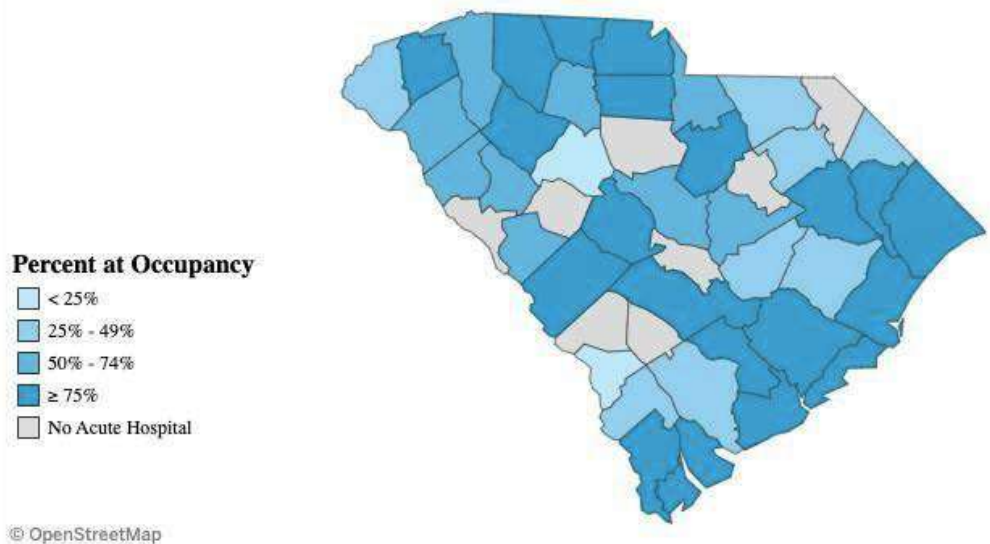 Percent at Occupancy
< 25%
25% - 49%
50% - 74%
≥ 75%
No Acute Hospital
© OpenStreetMap